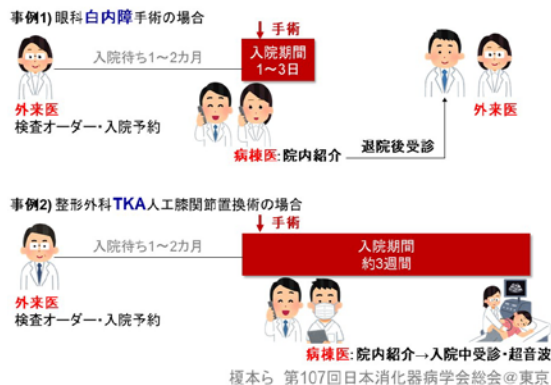 事例1) 眼科 白内障手術の場合
手術
入院待ち1～2カ月
入院期間
1～3日
外来医
検査オーダー・入院予約
病棟医：院内紹介
退院後受診
外来医
事例2) 整形外科TKA人工膝関節置換術の場合
手術
入院待ち1～2カ月
入院期間
約3週間
外来医
検査オーダー・入院予約
病棟医：院内紹介→入院中受診・超音波
榎本ら 第107回日本消化器病学会総会＠東京